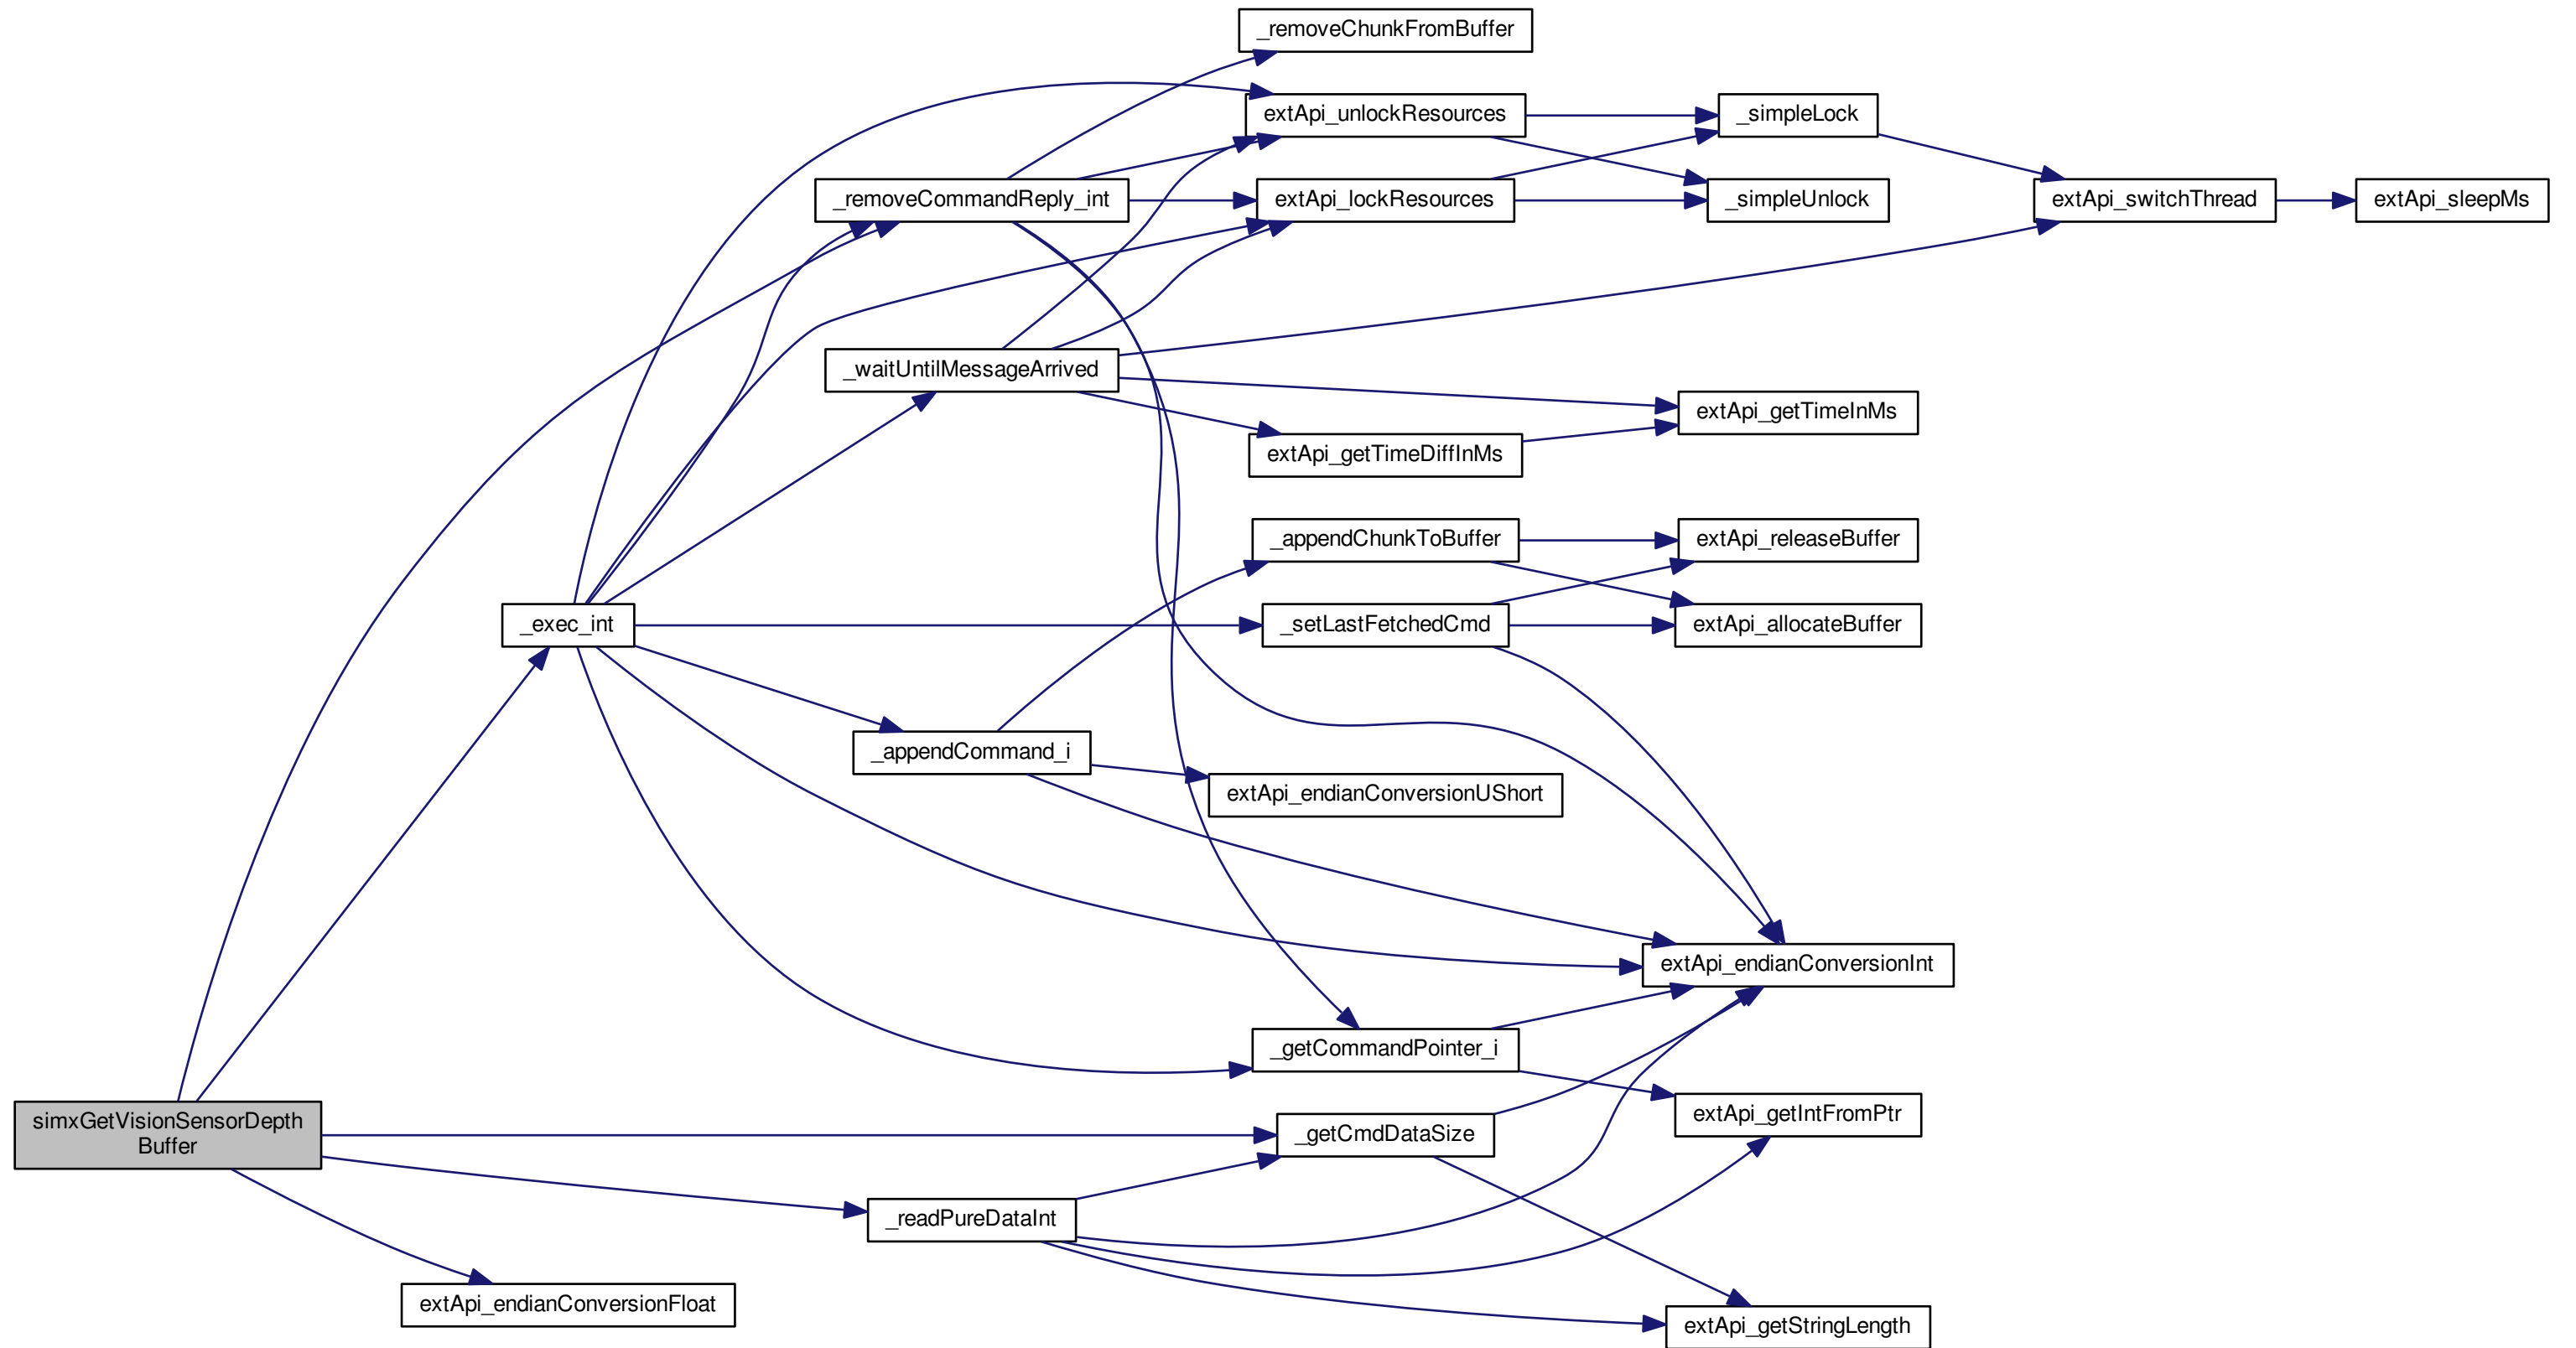 _removeChunkFromBuffer
extApi_unlockResources
_simpleLock
_removeCommandReply_int
extApi_lockResources
_simpleUnlock
extApi_switchThread
extApi_sleepMs
_waitUntilMessageArrived
extApi_getTimeInMs
extApi_getTimeDiffInMs
_appendChunkToBuffer
extApi_releaseBuffer
_exec_int
_setLastFetchedCmd
extApi_allocateBuffer
_appendCommand_i
extApi_endianConversionUShort
extApi_endianConversionInt
_getCommandPointer_i
simxGetVisionSensorDepth
Buffer
_getCmdDataSize
extApi_getIntFromPtr
_readPureDataInt
extApi_endianConversionFloat
extApi_getStringLength